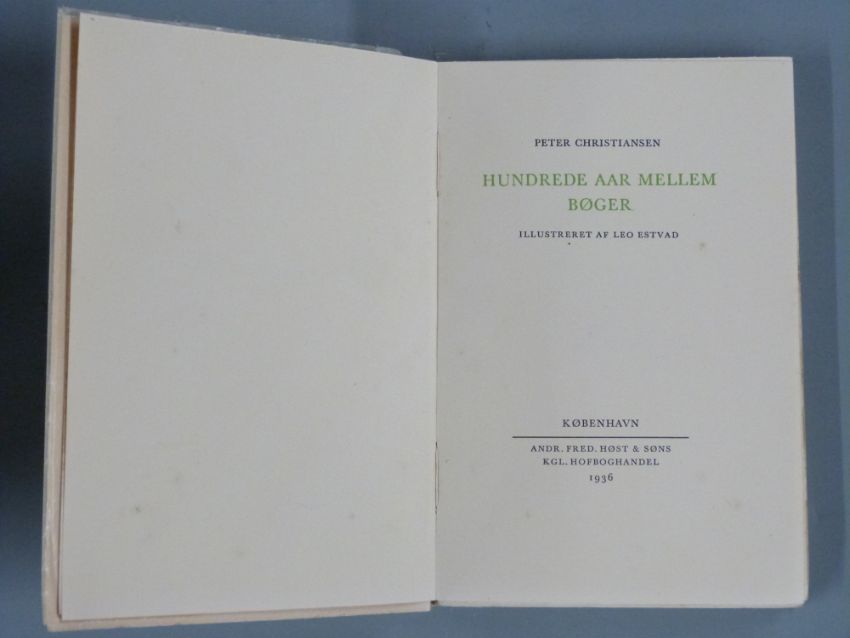 PETER CHRISTIANSEN
HUNDREDE AAR MELLEM
BØGER
ILLUSTRERET AF LEO ESTVAD
KØBENHAVN
ANDR. FRED. HØST & SØNS
KGL. HOFBOGHANDEL
1936